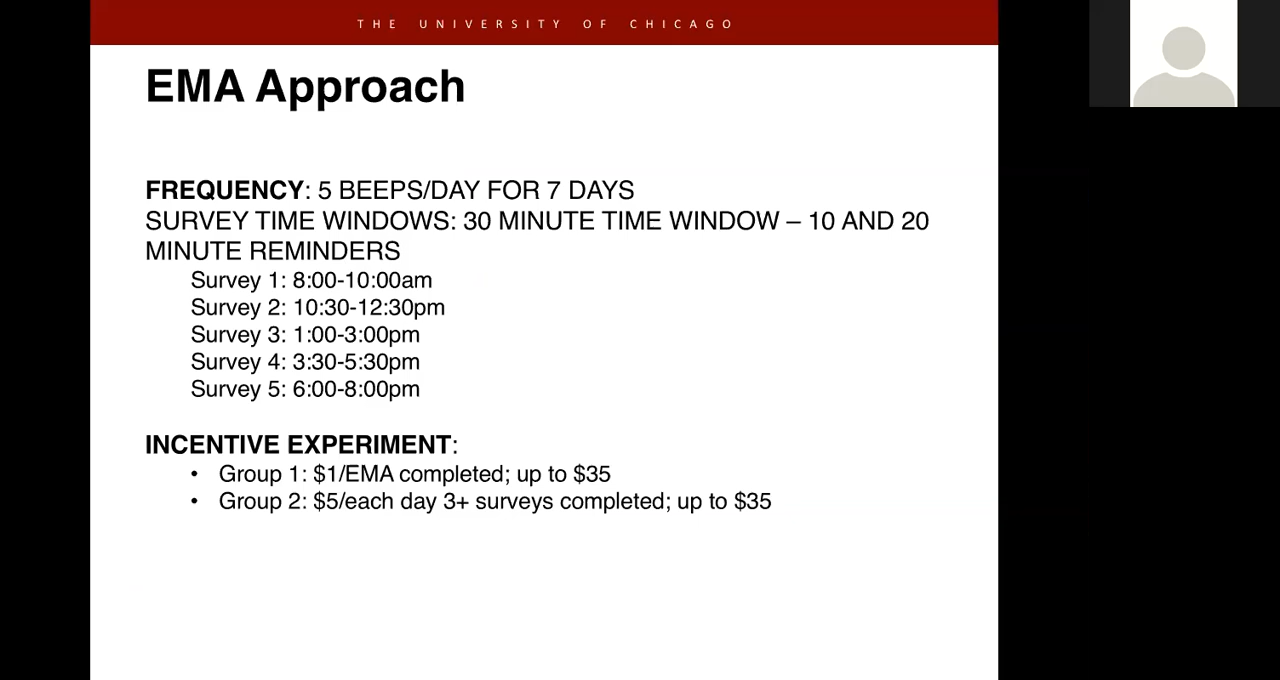 THE UNIVERSITY OF CHICAGO
EMA Approach
FREQUENCY: 5 BEEPS/DAY FOR 7 DAYS
SURVEY TIME WINDOWS: 30 MINUTE TIME WINDOW – 10 AND 20
MINUTE REMINDERS
Survey 1: 8:00-10:00am
Survey 2: 10:30-12:30pm
Survey 3: 1:00-3:00pm
Survey 4: 3:30-5:30pm
Survey 5: 6:00-8:00pm
INCENTIVE EXPERIMENT:
• Group 1: $1/EMA completed; up to $35
• Group 2: $5/each day 3+ surveys completed; up to $35